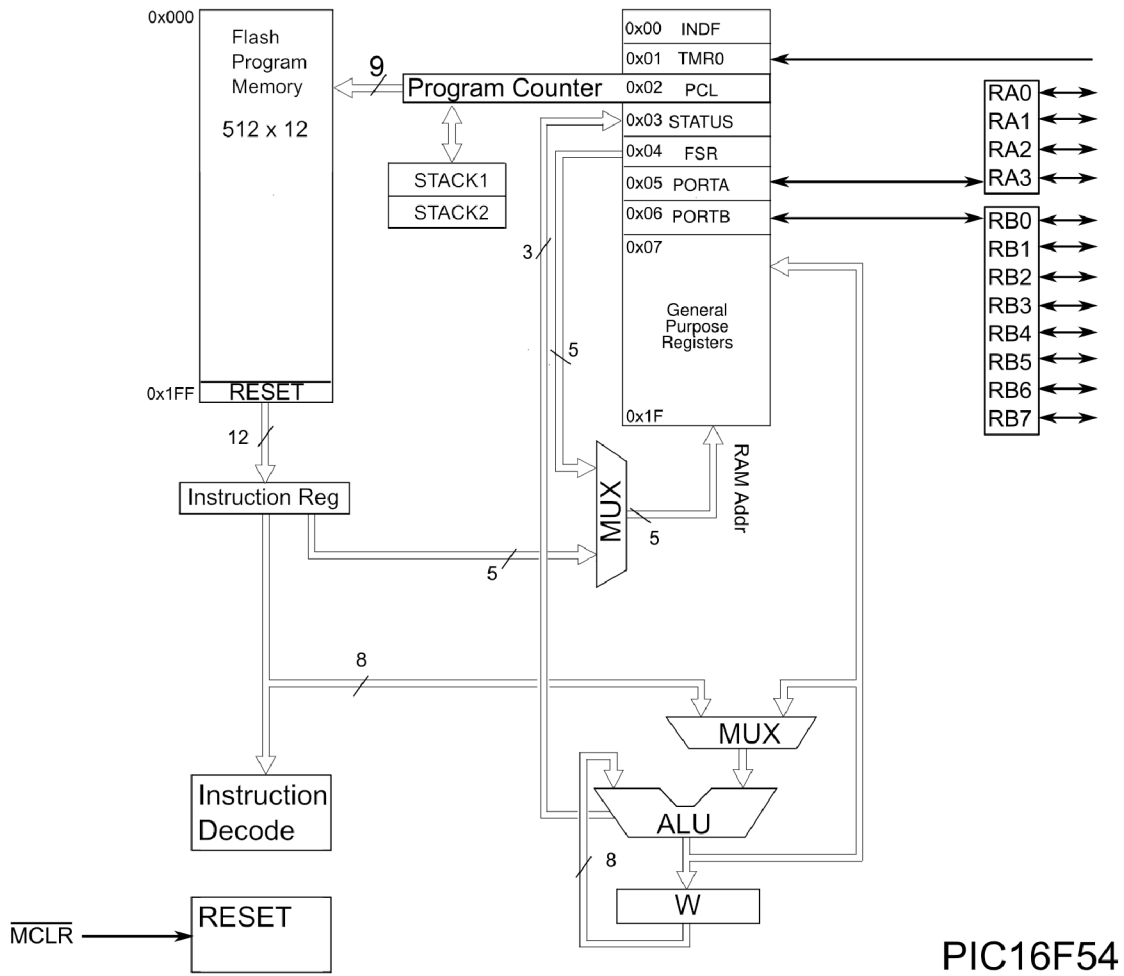 0x000
Flash
Program
Memory
512 x 12
0x1FF
RESET
9
Program Counter
STACK1
STACK2
0x00 INDF
0x01 TMR0
0x02 PCL
0x03 STATUS
0x04 FSR
0x05 PORTA
0x06 PORTB
0x07
General
Purpose
Registers
0x1F
RA0
RA1
RA2
RA3
RB0
RB1
RB2
RB3
RB4
RB5
RB6
RB7
3
5
12
Instruction Reg
5
MUX
5
RAM Addr
8
MUX
Instruction
Decode
ALU
8
W
MCLR
RESET
PIC16F54